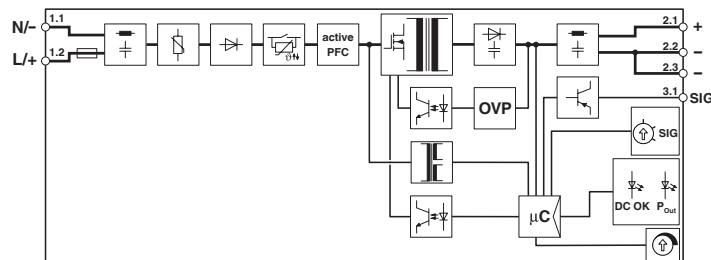 N/− 1.1
L/+ 1.2
active
PFC
2.1 +
2.2 −
2.3 −
3.1 SIG
OVP
SIG
µC
DC OK POut
ϑ